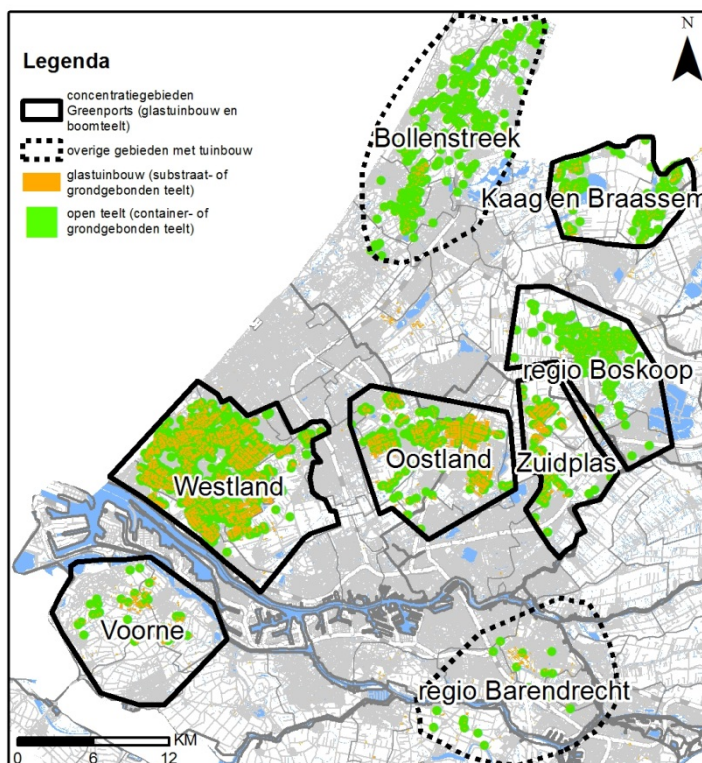 N
Legenda
concentratiegebieden
Greenports (glastuinbouw en
boomteelt)
overige gebieden met tuinbouw
glastuinbouw (substraat- of
grondgebonden teelt)
open teelt (container- of
grondgebonden teelt)
Bollenstreek
Kaag en Braassem
regio Boskoop
Westland
Oostland
Zuidplas
Voorne
regio Barendrecht
KM
0 6 12